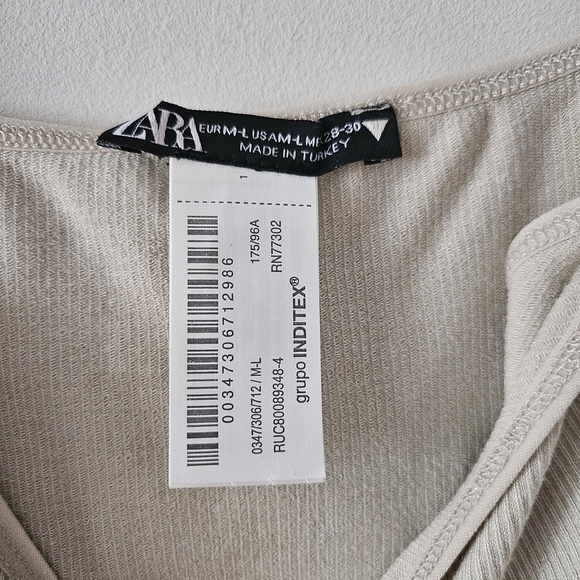 ZARA
EUR M-L USA M-L MEX 28-30
MADE IN TURKEY
1
00347306712986
175/96A
RN77302
0347/306/712 / M-L
RUC80089348-4
grupo INDITEX®